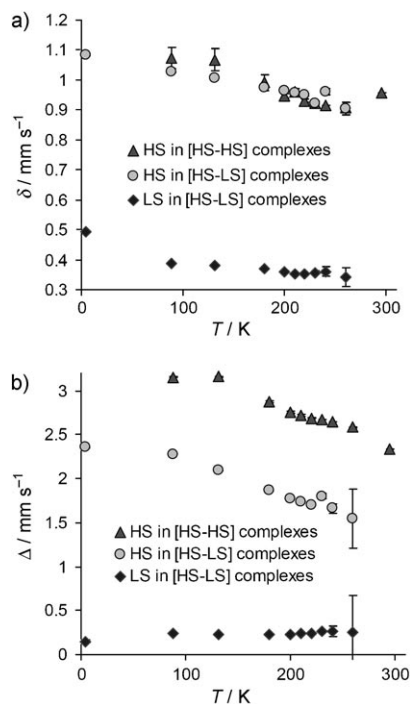 a)
1.2
1.1
1
0.9
0.8
0.7
0.6
0.5
0.4
0.3
δ / mm s⁻¹
HS in [HS-HS] complexes
HS in [HS-LS] complexes
LS in [HS-LS] complexes
0 100 200 300
T / K
b)
3
2.5
2
1.5
1
0.5
0
Δ / mm s⁻¹
HS in [HS-HS] complexes
HS in [HS-LS] complexes
LS in [HS-LS] complexes
0 100 200 300
T / K